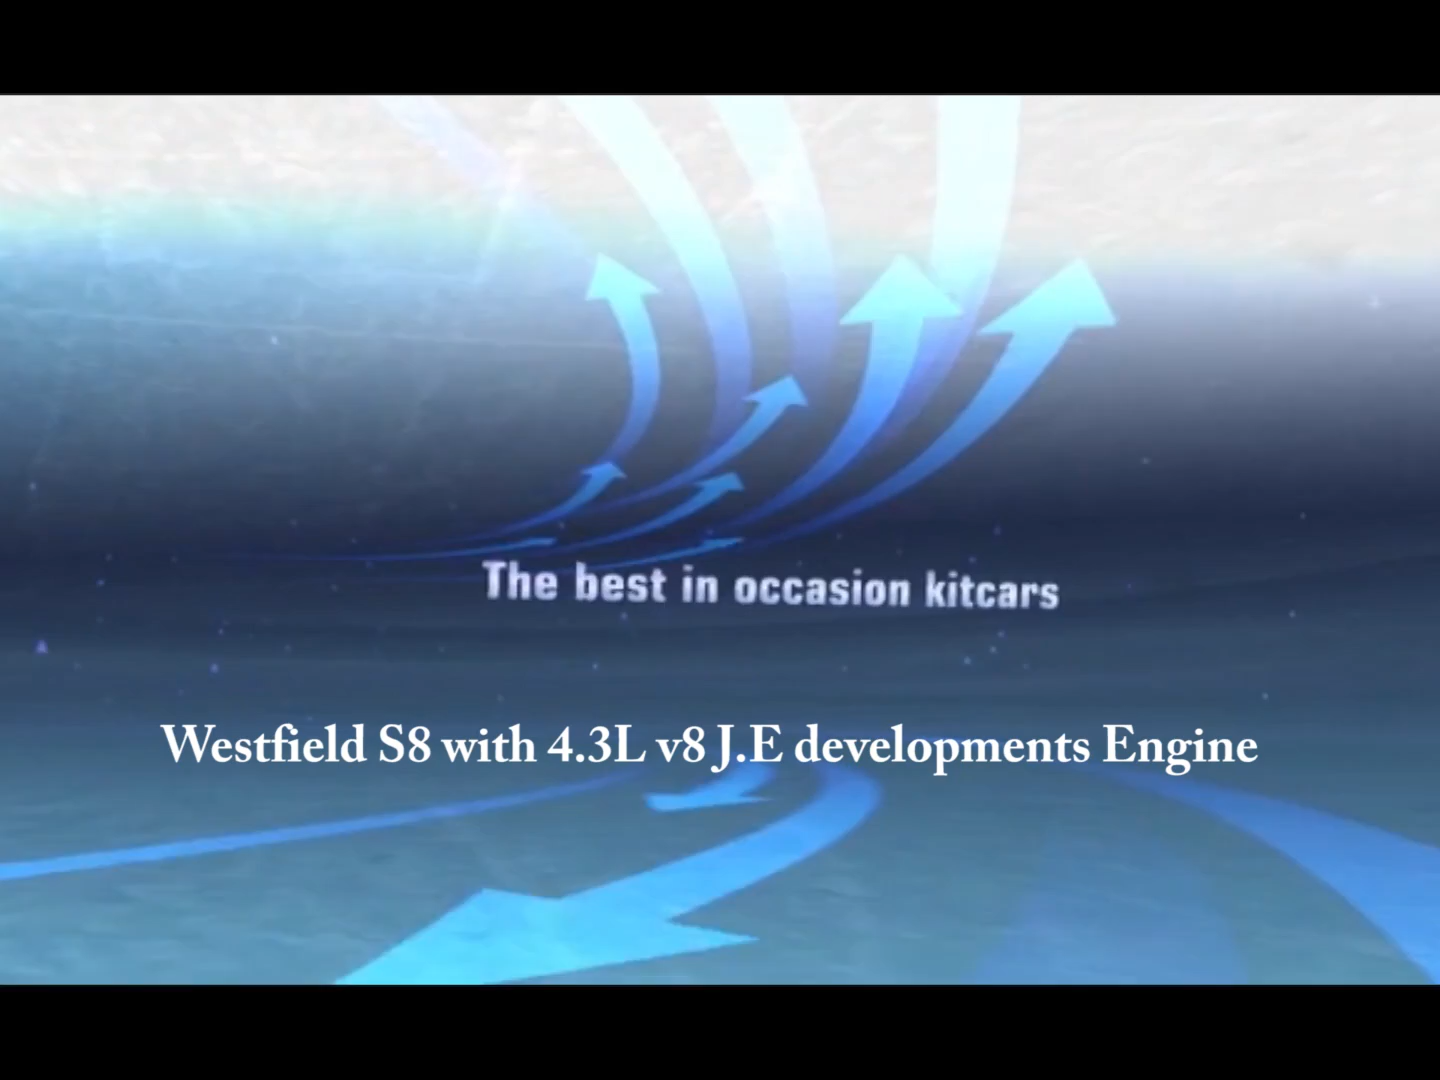 The best in occasion kitcars
Westfield S8 with 4.3L v8 J.E developments Engine